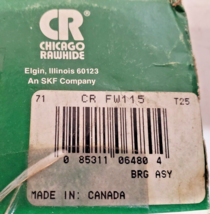 CR
CHICAGO
RAWHIDE
Elgin, Illinois 60123
An SKF Company
71 CR FW115 T25
0 85311 06480 4
BRG ASY
MADE IN: CANADA